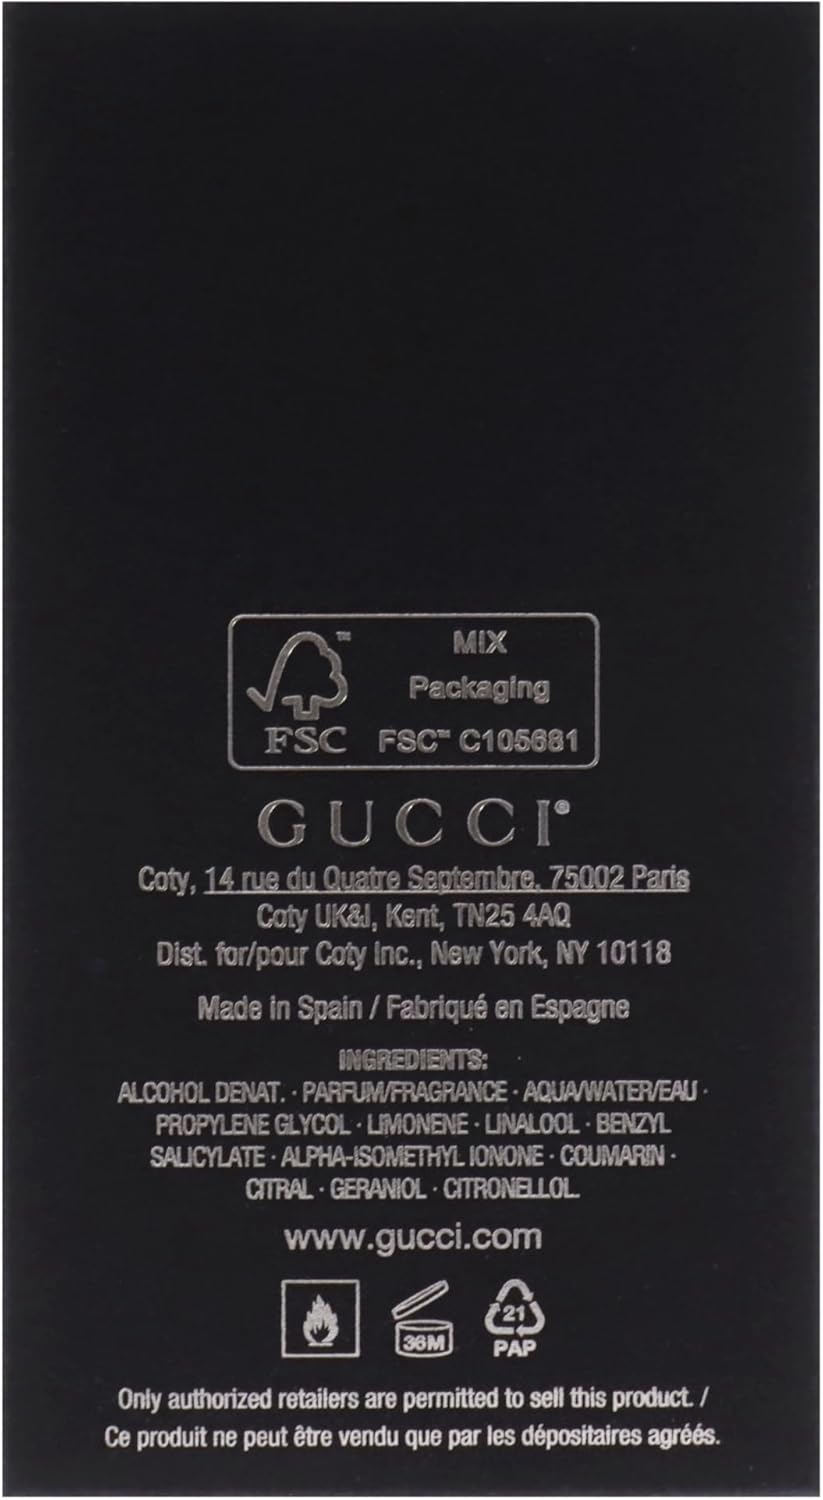 MIX
Packaging
FSC™ C105681
™
FSC
GUCCI®
Coty, 14 rue du Quatre Septembre, 75002 Paris
Coty UK&I, Kent, TN25 4AQ
Dist. for/pour Coty Inc., New York, NY 10118
Made in Spain / Fabriqué en Espagne
INGREDIENTS:
ALCOHOL DENAT. · PARFUM/FRAGRANCE · AQUA/WATER/EAU ·
PROPYLENE GLYCOL · LIMONENE · LINALOOL · BENZYL
SALICYLATE · ALPHA-ISOMETHYL IONONE · COUMARIN ·
CITRAL · GERANIOL · CITRONELLOL.
www.gucci.com
36M
21
PAP
Only authorized retailers are permitted to sell this product. /
Ce produit ne peut être vendu que par les dépositaires agréés.